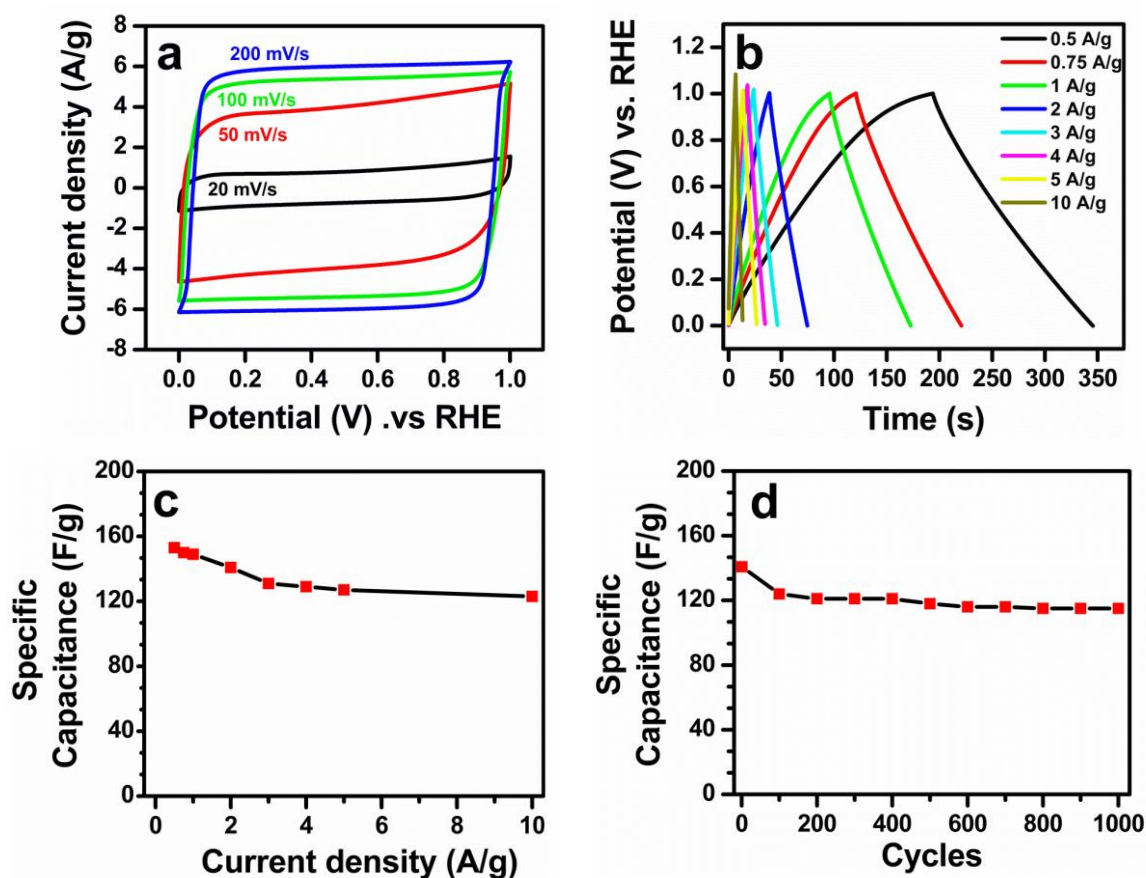 a
200 mV/s
100 mV/s
50 mV/s
20 mV/s
8
6
4
2
0
-2
-4
-6
-8
Current density (A/g)
0.0 0.2 0.4 0.6 0.8 1.0
Potential (V) .vs RHE
b
0.5 A/g
0.75 A/g
1 A/g
2 A/g
3 A/g
4 A/g
5 A/g
10 A/g
1.2
1.0
0.8
0.6
0.4
0.2
0.0
Potential (V) vs. RHE
0 50 100 150 200 250 300 350
Time (s)
c
200
160
120
80
40
0
Specific
Capacitance (F/g)
0 2 4 6 8 10
Current density (A/g)
d
200
160
120
80
40
0
Specific
Capacitance (F/g)
0 200 400 600 800 1000
Cycles